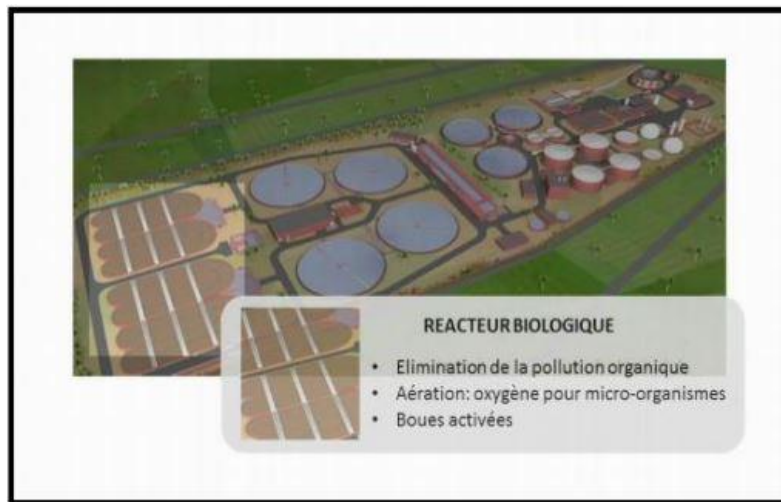 REACTEUR BIOLOGIQUE
• Elimination de la pollution organique
• Aération: oxygène pour micro-organismes
• Boues activées